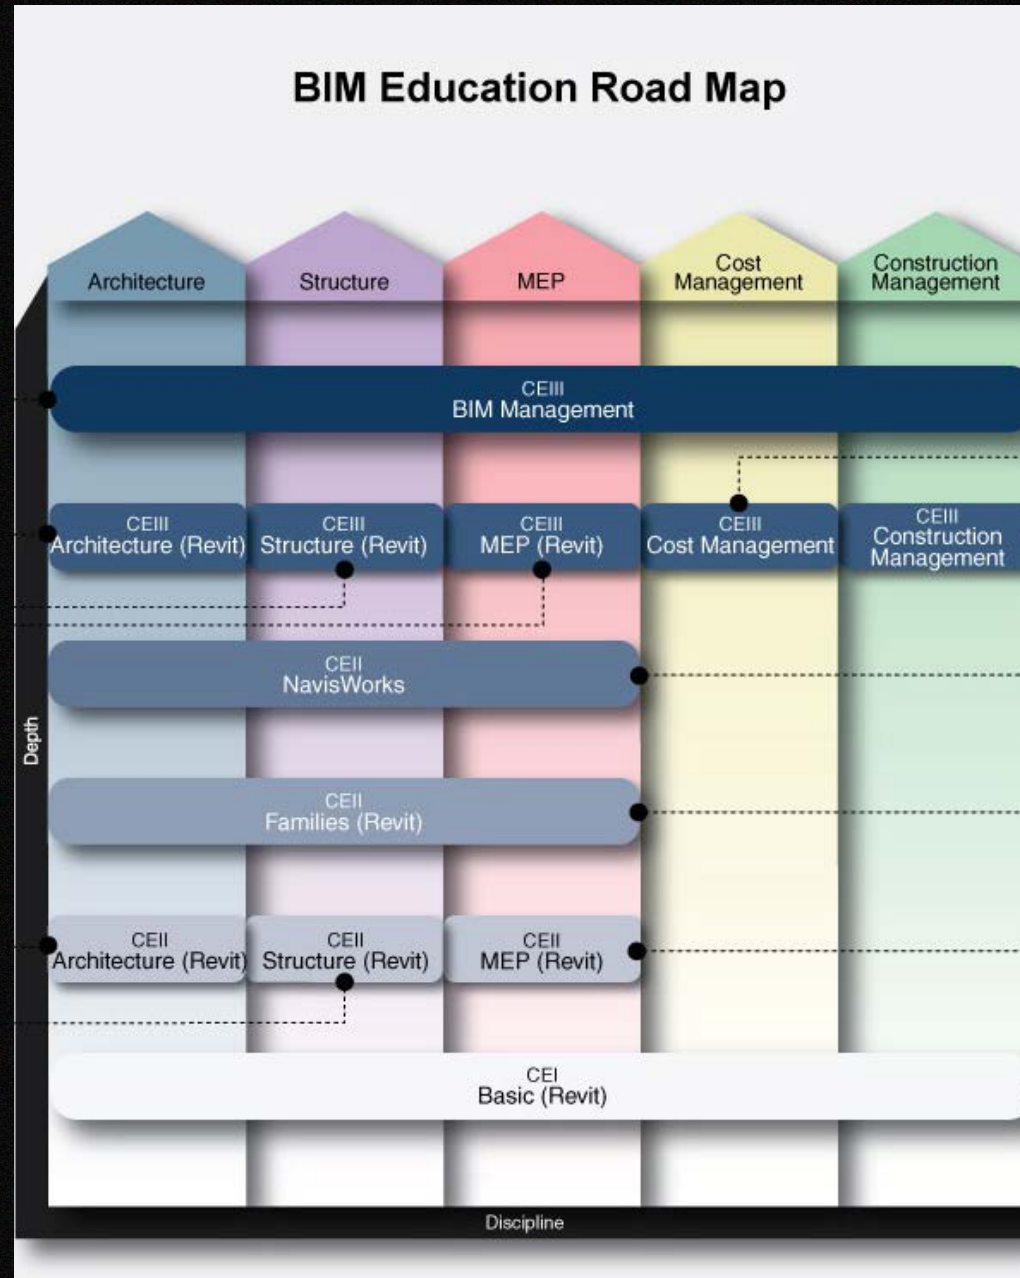 BIM Education Road Map
Architecture
Structure
MEP
Cost
Management
Construction
Management
CEIII
BIM Management
CEIII
Architecture (Revit)
CEIII
Structure (Revit)
CEIII
MEP (Revit)
CEIII
Cost Management
CEIII
Construction
Management
CEII
NavisWorks
Depth
CEII
Families (Revit)
CEII
Architecture (Revit)
CEII
Structure (Revit)
CEII
MEP (Revit)
CEI
Basic (Revit)
Discipline